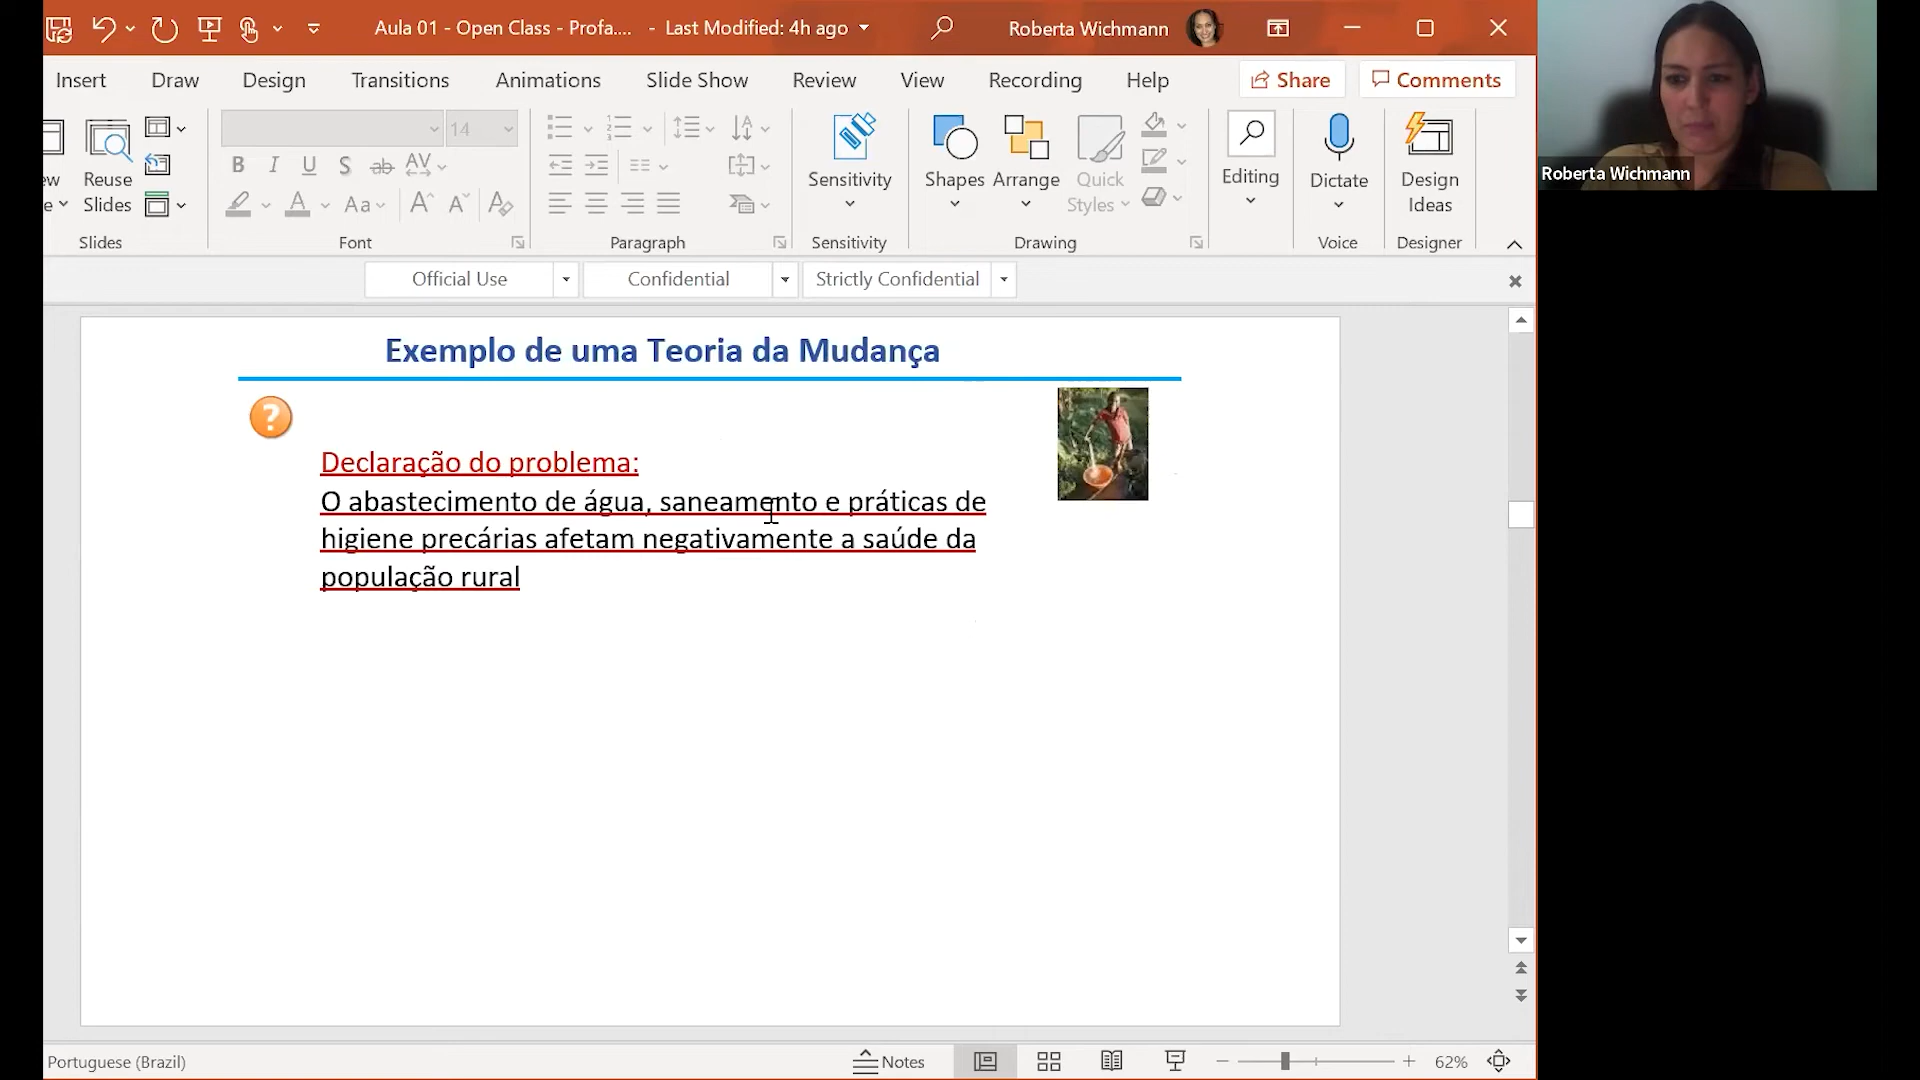 Aula 01 - Open Class - Profa.... - Last Modified: 4h ago
Roberta Wichmann
Insert Draw Design Transitions Animations Slide Show Review View Recording Help Share Comments
14
Reuse
Slides
Slides
B I U S ab AV
Aa A A
Font
Paragraph
Sensitivity
Sensitivity
Shapes Arrange Quick
Styles
Drawing
Editing
Dictate
Voice
Design
Ideas
Designer
Roberta Wichmann
Official Use Confidential Strictly Confidential
Exemplo de uma Teoria da Mudança
?
Declaração do problema:
O abastecimento de água, saneamento e práticas de
higiene precárias afetam negativamente a saúde da
população rural
Portuguese (Brazil) Notes 62%